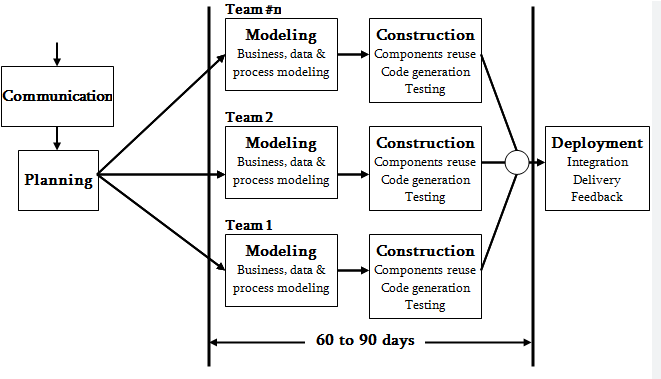 Communication
Planning
Team #n
Modeling
Business, data &
process modeling
Construction
Components reuse
Code generation
Testing
Team 2
Modeling
Business, data &
process modeling
Construction
Components reuse
Code generation
Testing
Team 1
Modeling
Business, data &
process modeling
Construction
Components reuse
Code generation
Testing
Deployment
Integration
Delivery
Feedback
60 to 90 days